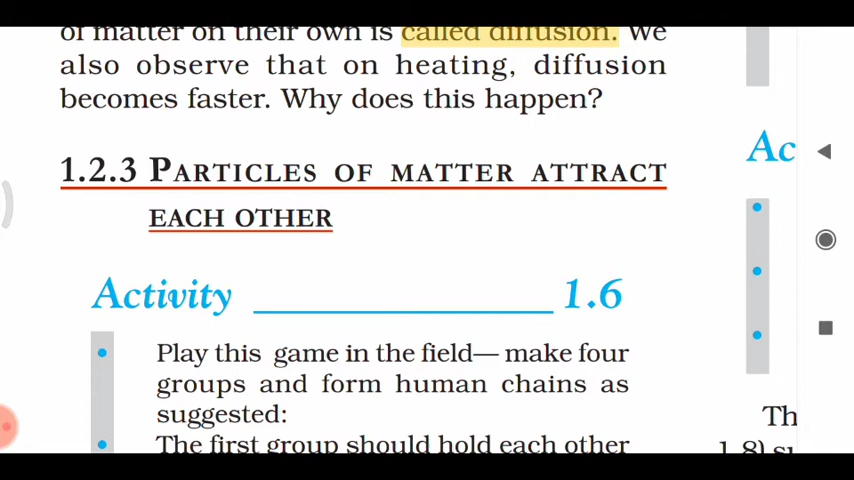 of matter on their own is called diffusion. We
also observe that on heating, diffusion
becomes faster. Why does this happen?
1.2.3 PARTICLES OF MATTER ATTRACT
EACH OTHER
Activity 1.6
Play this game in the field— make four
groups and form human chains as
suggested:
The first group should hold each other
Ac
Th
1.8) su